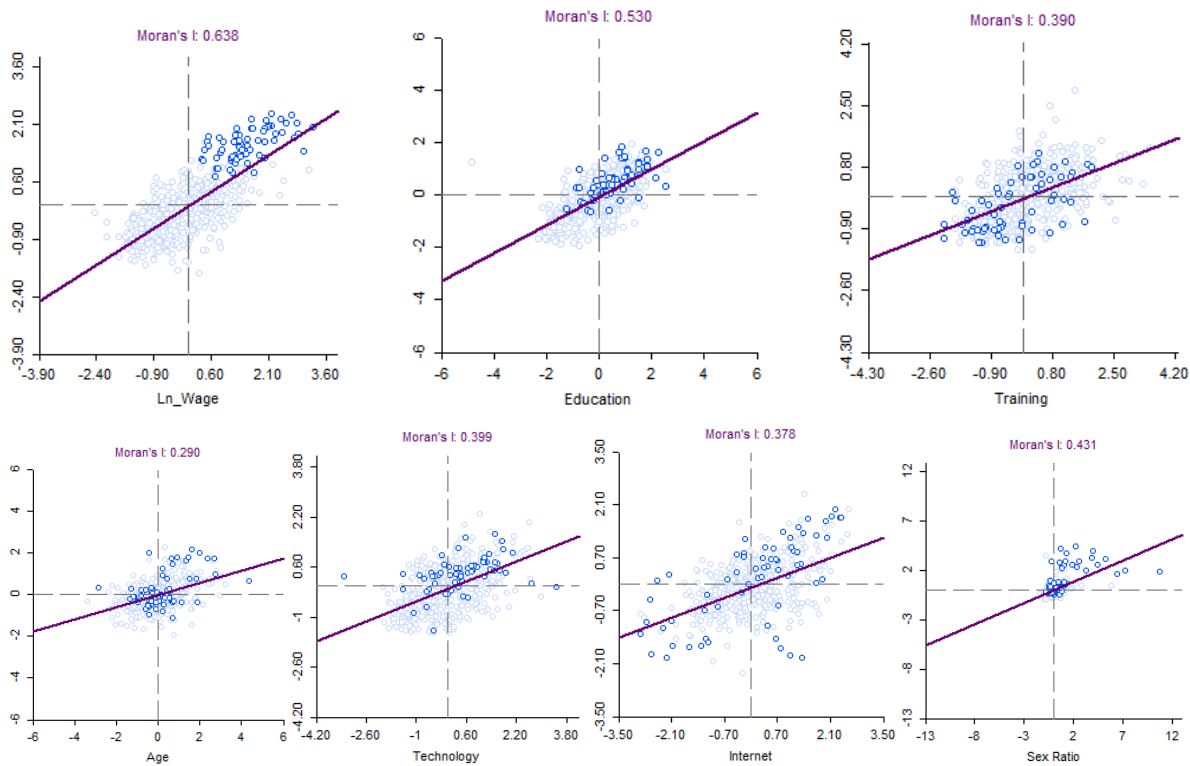 Moran's I: 0.638
3.60
2.10
0.60
-0.90
-2.40
-3.90
-3.90 -2.40 -0.90 0.60 2.10 3.60
Ln_Wage
Moran's I: 0.530
6
4
2
0
-2
-4
-6
-6 -4 -2 0 2 4 6
Education
Moran's I: 0.390
4.20
2.50
0.80
-0.90
-2.60
-4.30
-4.30 -2.60 -0.90 0.80 2.50 4.20
Training
Moran's I: 0.290
6
4
2
0
-2
-4
-6
-6 -4 -2 0 2 4 6
Age
Moran's I: 0.399
3.80
2.20
0.60
-1
-2.60
-4.20
-4.20 -2.60 -1 0.60 2.20 3.80
Technology
Moran's I: 0.378
3.50
2.10
0.70
-0.70
-2.10
-3.50
-3.50 -2.10 -0.70 0.70 2.10 3.50
Internet
Moran's I: 0.431
12
7
2
-3
-8
-13
-13 -8 -3 2 7 12
Sex Ratio